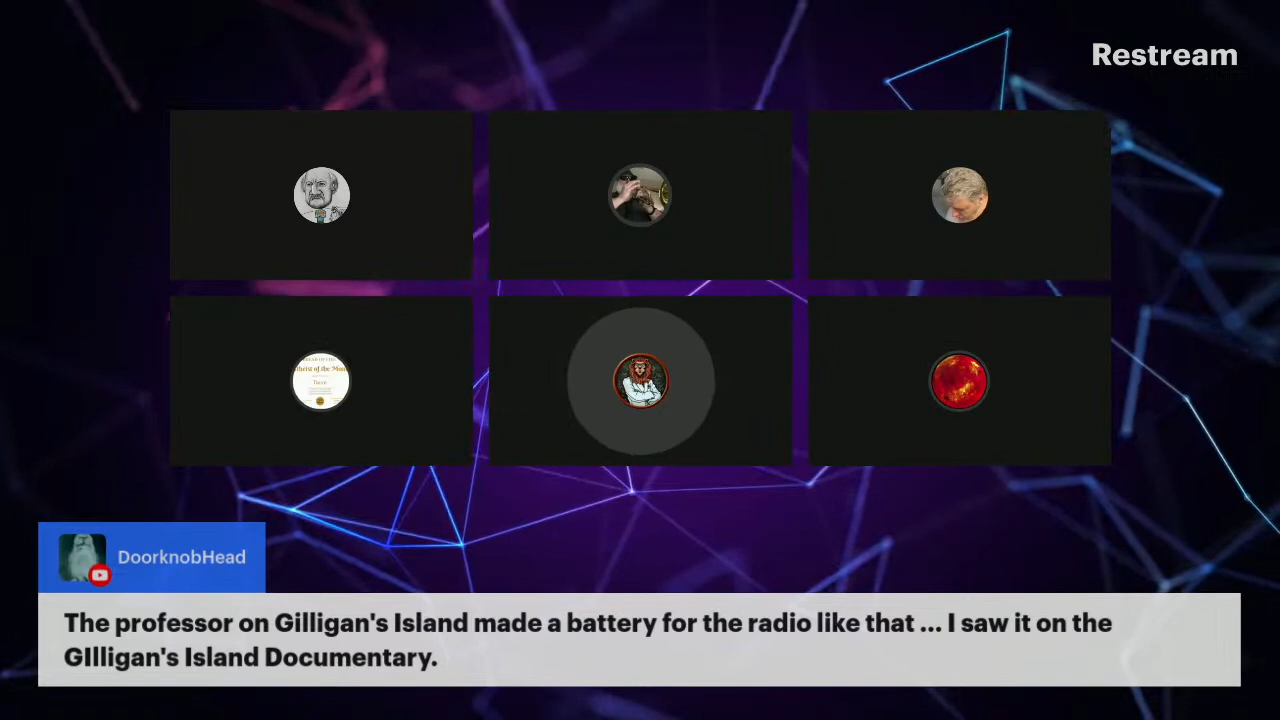 Restream
DoorknobHead
The professor on Gilligan's Island made a battery for the radio like that ... I saw it on the
GIlligan's Island Documentary.